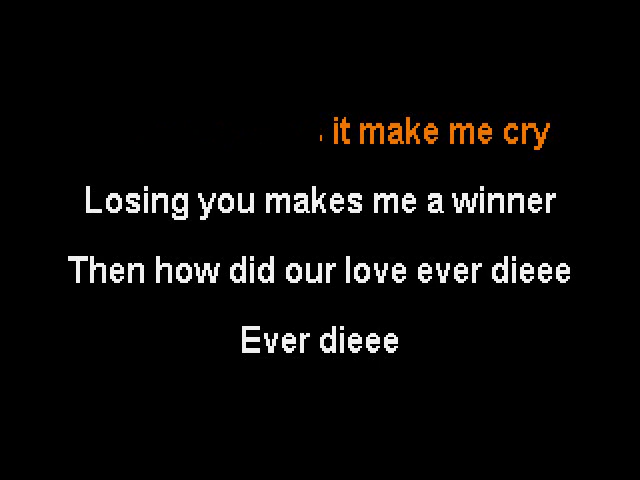 it make me cry
Losing you makes me a winner
Then how did our love ever dieee
Ever dieee